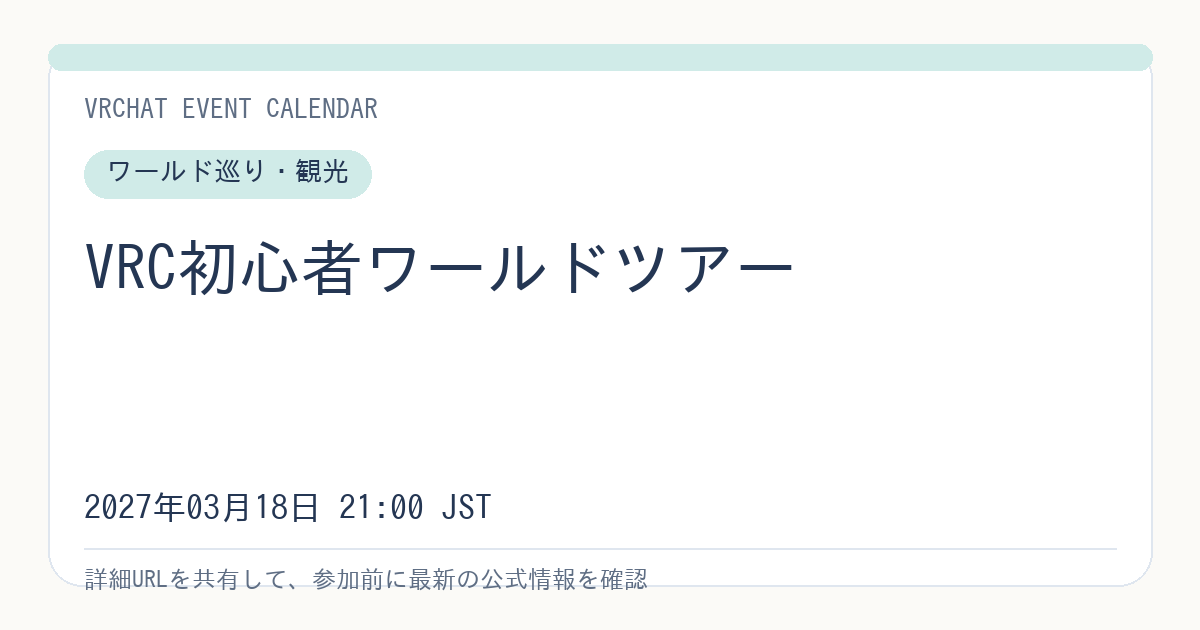 VRCHAT EVENT CALENDAR
ワールド巡り・観光
VRC初心者ワールドツアー
2027年03月18日 21:00 JST
詳細URLを共有して、参加前に最新の公式情報を確認